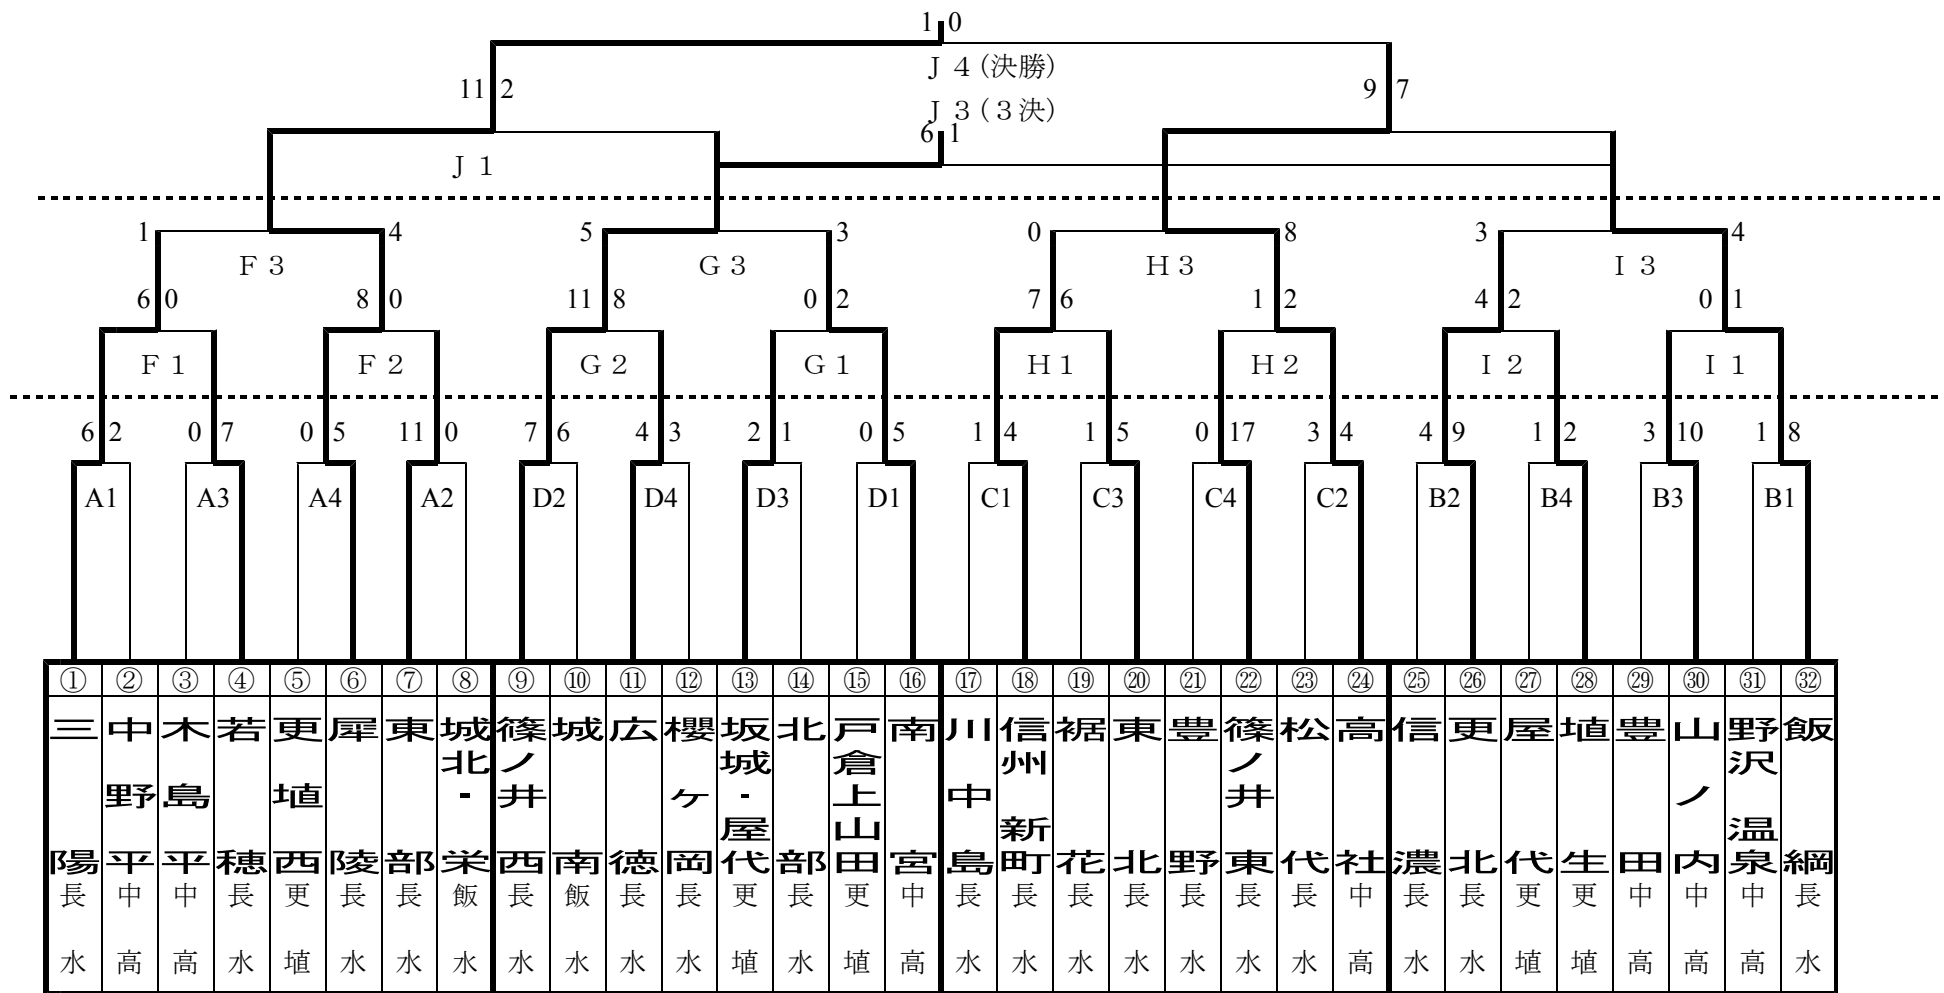 1 0
J 4 (決勝)
11 2 9 7
J 3 (3決)
6 1
J 1
1 4 5 3 0 8 3 4
F 3 G 3 H 3 I 3
6 0 8 0 11 8 0 2 7 6 1 2 4 2 0 1
F 1 F 2 G 2 G 1 H 1 H 2 I 2 I 1
6 2 0 7 0 5 11 0 7 6 4 3 2 1 0 5 1 4 1 5 0 17 3 4 4 9 1 2 3 10 1 8
A1 A3 A4 A2 D2 D4 D3 D1 C1 C3 C4 C2 B2 B4 B3 B1
① 三陽 長水
② 中野平 中高
③ 木島平 中高
④ 若穂 長水
⑤ 更埴西 更埴
⑥ 犀陵 長水
⑦ 東部 長水
⑧ 城北-栄 飯水
⑨ 篠ノ井西 長水
⑩ 城南 飯水
⑪ 広徳 長水
⑫ 櫻ヶ岡 長水
⑬ 坂城-屋代 更埴
⑭ 北部 長水
⑮ 戸倉上山田 更埴
⑯ 南宮 中高
⑰ 川中島 長水
⑱ 信州新町 長水
⑲ 裾花 長水
⑳ 東北 長水
㉑ 豊野 長水
㉒ 篠ノ井東 長水
㉓ 松代 長水
㉔ 高社 中高
㉕ 信濃 長水
㉖ 更北 長水
㉗ 屋代 更埴
㉘ 埴生 更埴
㉙ 豊田 中高
㉚ 山ノ内 中高
㉛ 野沢温泉 中高
㉜ 飯綱 長水